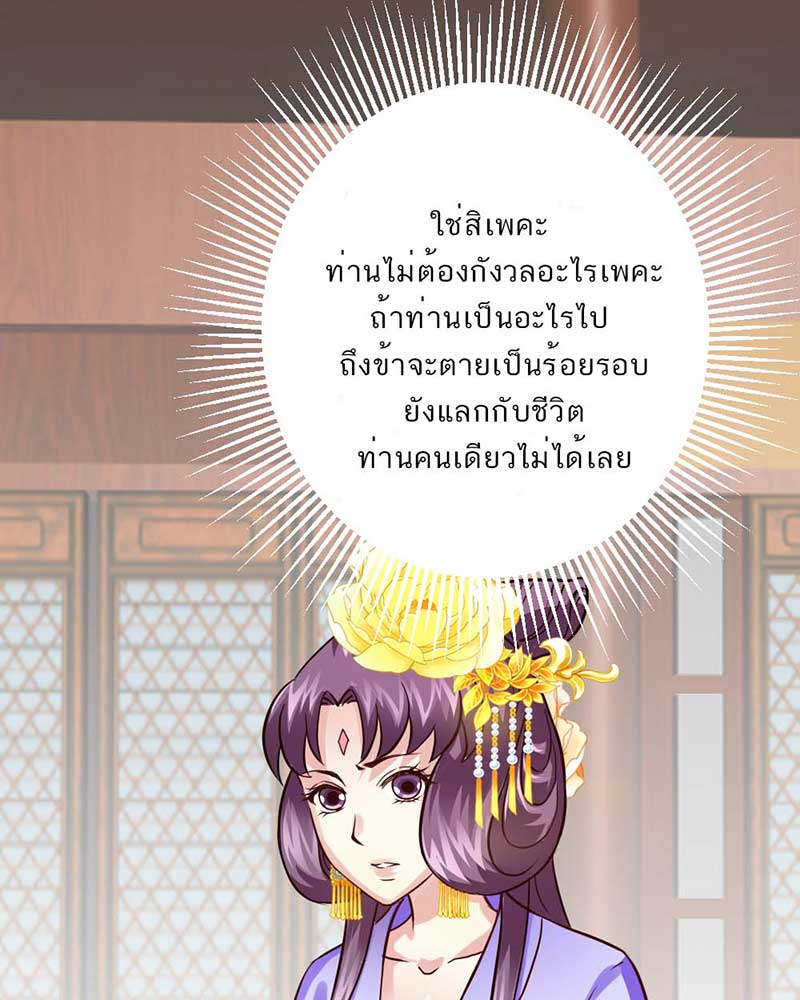 ใช่สิเพคะ
ท่านไม่ต้องกังวลอะไรเพคะ
ถ้าท่านเป็นอะไรไป
ถึงข้าจะตายเป็นร้อยรอบ
ยังแลกกับชีวิต
ท่านคนเดียวไม่ได้เลย